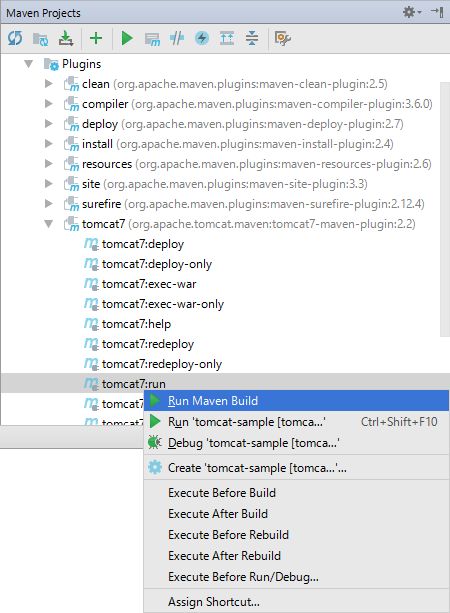 Maven Projects
Plugins
clean (org.apache.maven.plugins:maven-clean-plugin:2.5)
compiler (org.apache.maven.plugins:maven-compiler-plugin:3.6.0)
deploy (org.apache.maven.plugins:maven-deploy-plugin:2.7)
install (org.apache.maven.plugins:maven-install-plugin:2.4)
resources (org.apache.maven.plugins:maven-resources-plugin:2.6)
site (org.apache.maven.plugins:maven-site-plugin:3.3)
surefire (org.apache.maven.plugins:maven-surefire-plugin:2.12.4)
tomcat7 (org.apache.tomcat.maven:tomcat7-maven-plugin:2.2)
tomcat7:deploy
tomcat7:deploy-only
tomcat7:exec-war
tomcat7:exec-war-only
tomcat7:help
tomcat7:redeploy
tomcat7:redeploy-only
tomcat7:run
tomcat7
Run Maven Build
Run 'tomcat-sample [tomca...' Ctrl+Shift+F10
Debug 'tomcat-sample [tomca...'
Create 'tomcat-sample [tomca...'...
Execute Before Build
Execute After Build
Execute Before Rebuild
Execute After Rebuild
Execute Before Run/Debug...
Assign Shortcut...